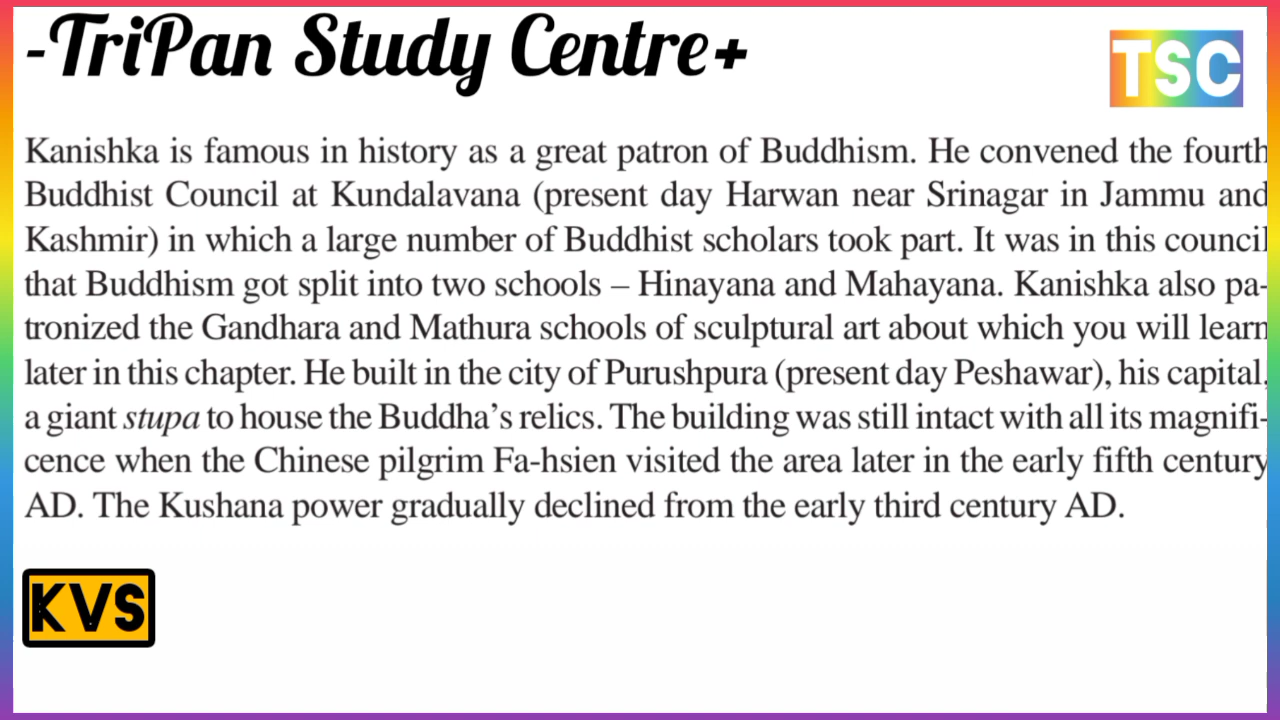 -TriPan Study Centre+
TSC
Kanishka is famous in history as a great patron of Buddhism. He convened the fourth
Buddhist Council at Kundalavana (present day Harwan near Srinagar in Jammu and
Kashmir) in which a large number of Buddhist scholars took part. It was in this council
that Buddhism got split into two schools – Hinayana and Mahayana. Kanishka also pa-
tronized the Gandhara and Mathura schools of sculptural art about which you will learn
later in this chapter. He built in the city of Purushpura (present day Peshawar), his capital,
a giant stupa to house the Buddha’s relics. The building was still intact with all its magnifi-
cence when the Chinese pilgrim Fa-hsien visited the area later in the early fifth century
AD. The Kushana power gradually declined from the early third century AD.
KVS